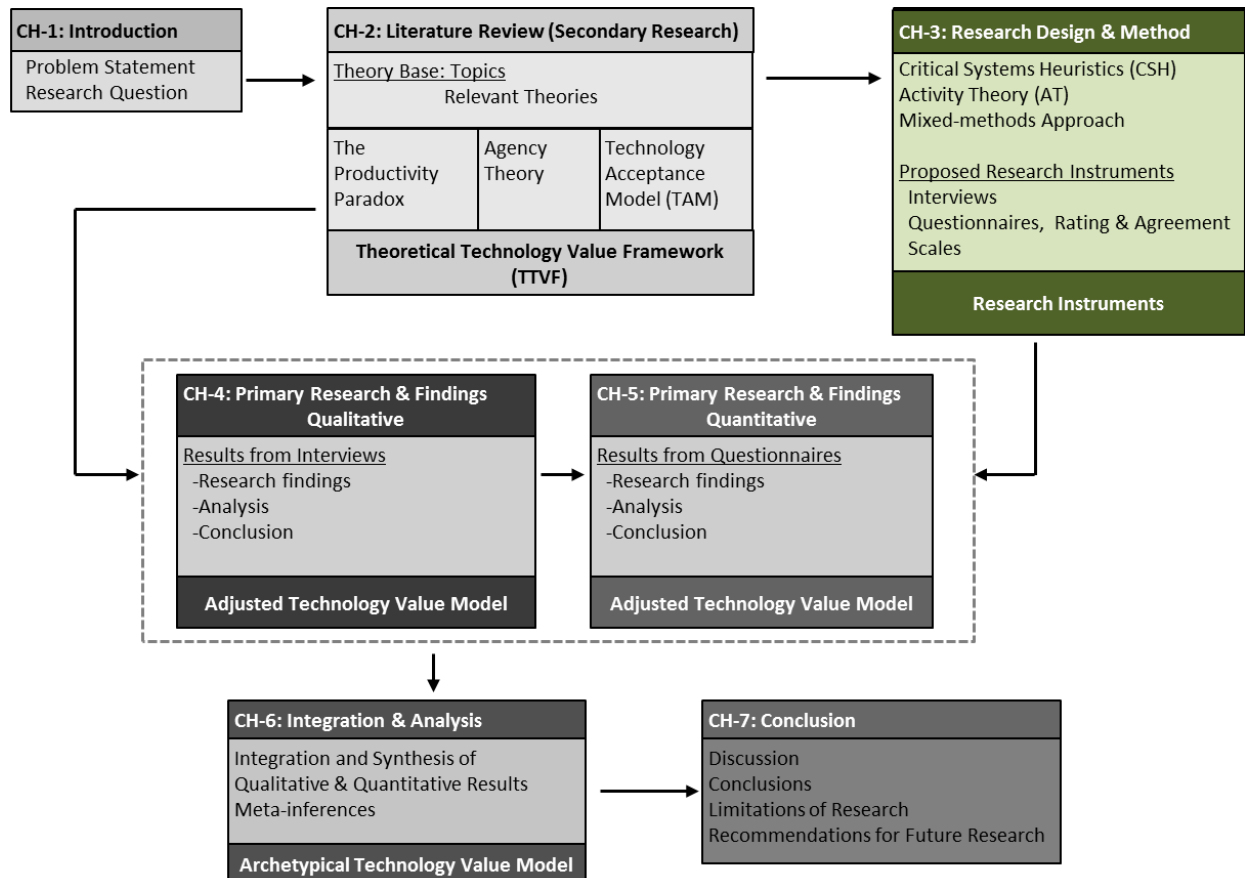 CH-1: Introduction
Problem Statement
Research Question
CH-2: Literature Review (Secondary Research)
Theory Base: Topics
Relevant Theories
The
Productivity
Paradox
Agency
Theory
Technology
Acceptance
Model (TAM)
Theoretical Technology Value Framework
(TTVF)
CH-3: Research Design & Method
Critical Systems Heuristics (CSH)
Activity Theory (AT)
Mixed-methods Approach
Proposed Research Instruments
Interviews
Questionnaires, Rating & Agreement
Scales
Research Instruments
CH-4: Primary Research & Findings
Qualitative
Results from Interviews
-Research findings
-Analysis
-Conclusion
Adjusted Technology Value Model
CH-5: Primary Research & Findings
Quantitative
Results from Questionnaires
-Research findings
-Analysis
-Conclusion
Adjusted Technology Value Model
CH-6: Integration & Analysis
Integration and Synthesis of
Qualitative & Quantitative Results
Meta-inferences
Archetypical Technology Value Model
CH-7: Conclusion
Discussion
Conclusions
Limitations of Research
Recommendations for Future Research